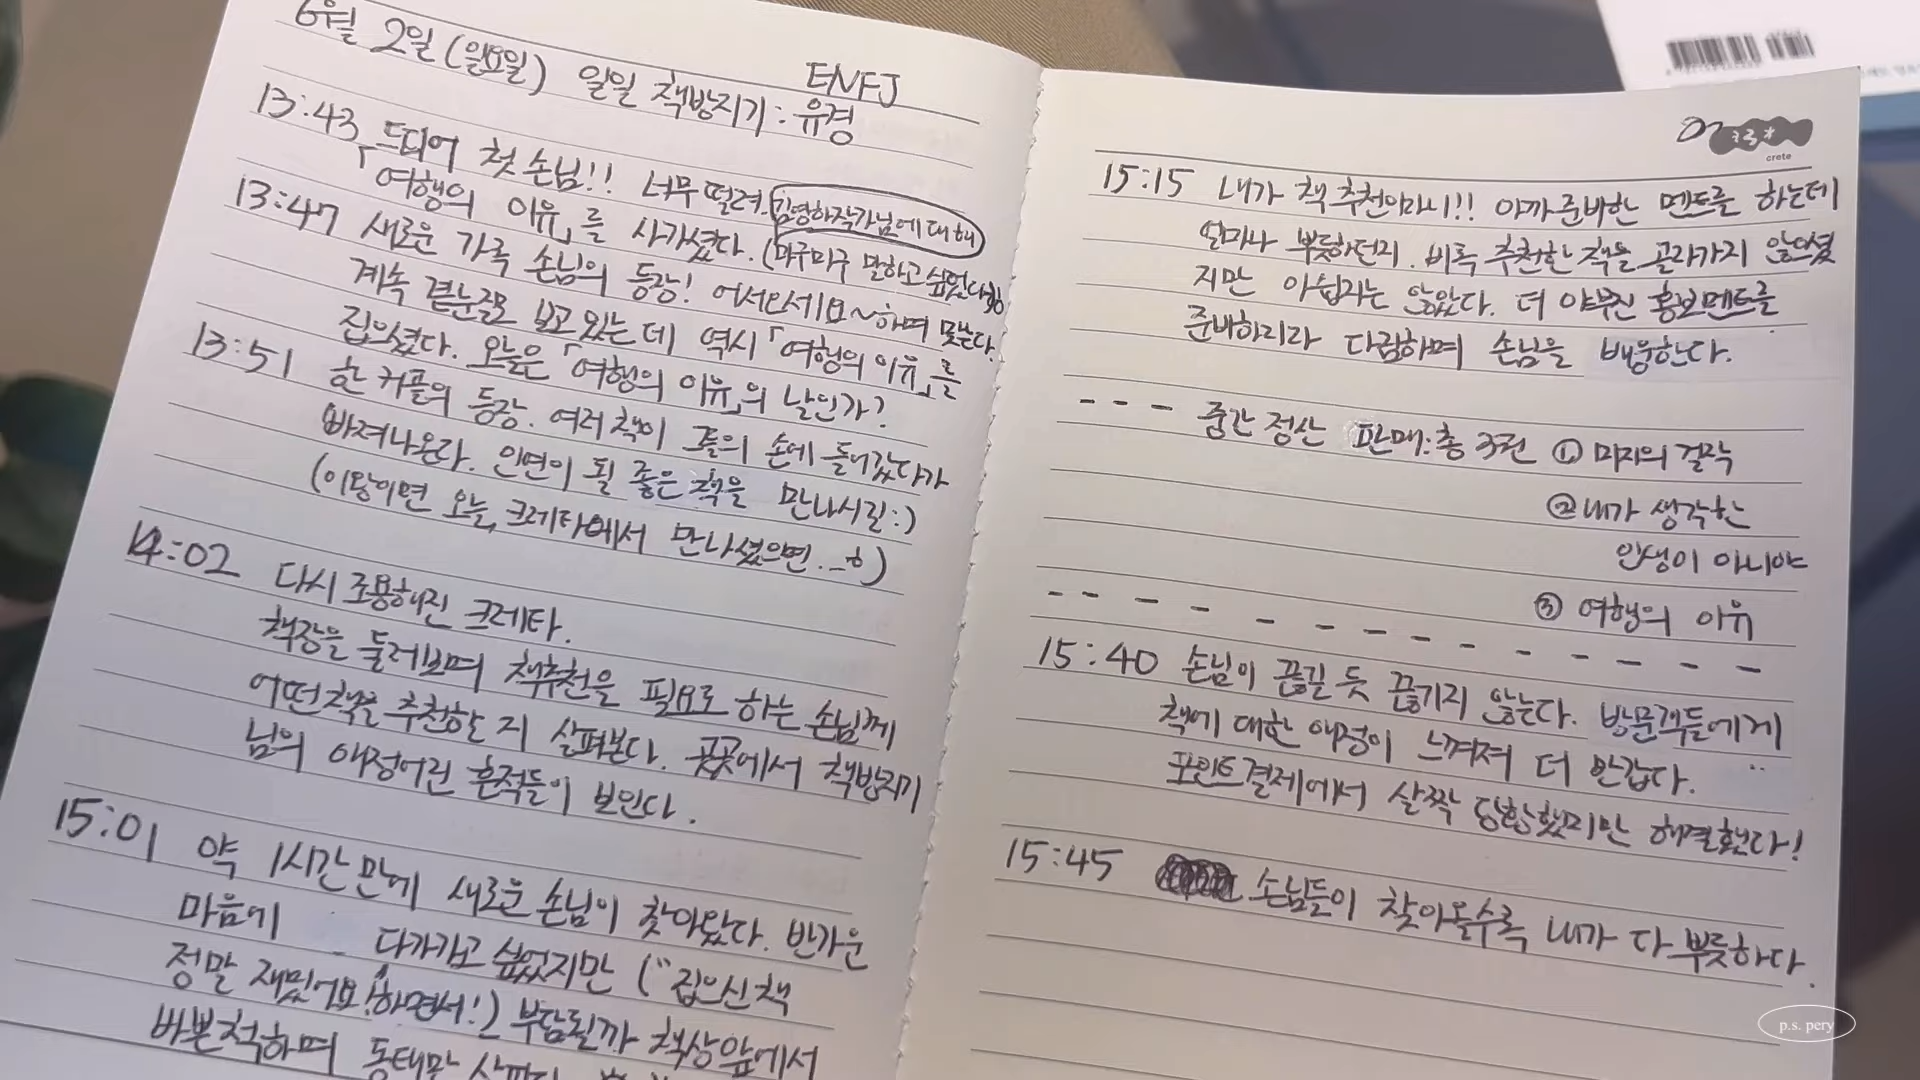 6월 2일 (일요일) 일일 책방지기 : 유경
ENFJ
13:43 드디어 첫 손님!! 너무 떨려. 김영하작가님에 대해
「여행의 이유」를 사가셨다. (마구마구 말하고 싶었다
13:47 새로운 가족 손님의 등장! 어서오세요~하며 맞는다.
계속 곁눈질로 보고 있는데 역시 「여행의 이유」를
집으셨다. 오늘은 「여행의 이유」의 날인가?
13:51 한 커플의 등장. 여러 책이 그들의 손에 들어갔다가
빠져나온다. 인연이 될 좋은 책을 만나시길:)
(이왕이면 오늘, 크레타에서 만나셨으면..ㅎ)
14:02 다시 조용해진 크레타.
책장을 둘러보며 책추천을 필요로 하는 손님께
어떤책을 추천할 지 살펴본다. 곳곳에서 책방지기
님의 애정어린 흔적들이 보인다.
15:01 약 1시간 만에 새로운 손님이 찾아왔다. 반가운
마음에 다가가고 싶었지만 ("집으신 책
정말 재밌어요! 하면서!) 부담될까 책상 앞에서
바쁜척하며 동태만 살핀다.
크레타
crete
15:15 내가 책 추천이라니!! 아까 준비한 멘트를 하는데
얼마나 뿌듯하던지. 비록 추천한 책을 골라가지 않으셨
지만 아쉽지는 않았다. 더 야무진 홍보멘트를
준비하리라 다짐하며 손님을 배웅한다.
--- 중간 정산 판매:총 3권 ① 미지의 걸작
② 내가 생각한
인생이 아니야
③ 여행의 이유
15:40 손님이 끊길 듯 끊기지 않는다. 방문객들에게
책에 대한 애정이 느껴져 더 반갑다.
포인트결제에서 살짝 당황했지만 해결했다!
15:45 손님들이 찾아올수록 내가 다 뿌듯하다.
p.s. pery